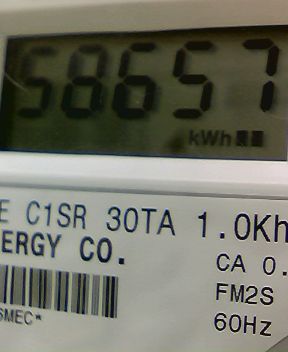 58657
kWh
E C1SR 30TA 1.0Kh
ERGY CO.
CA 0.
FM2S
SMEC*
60Hz